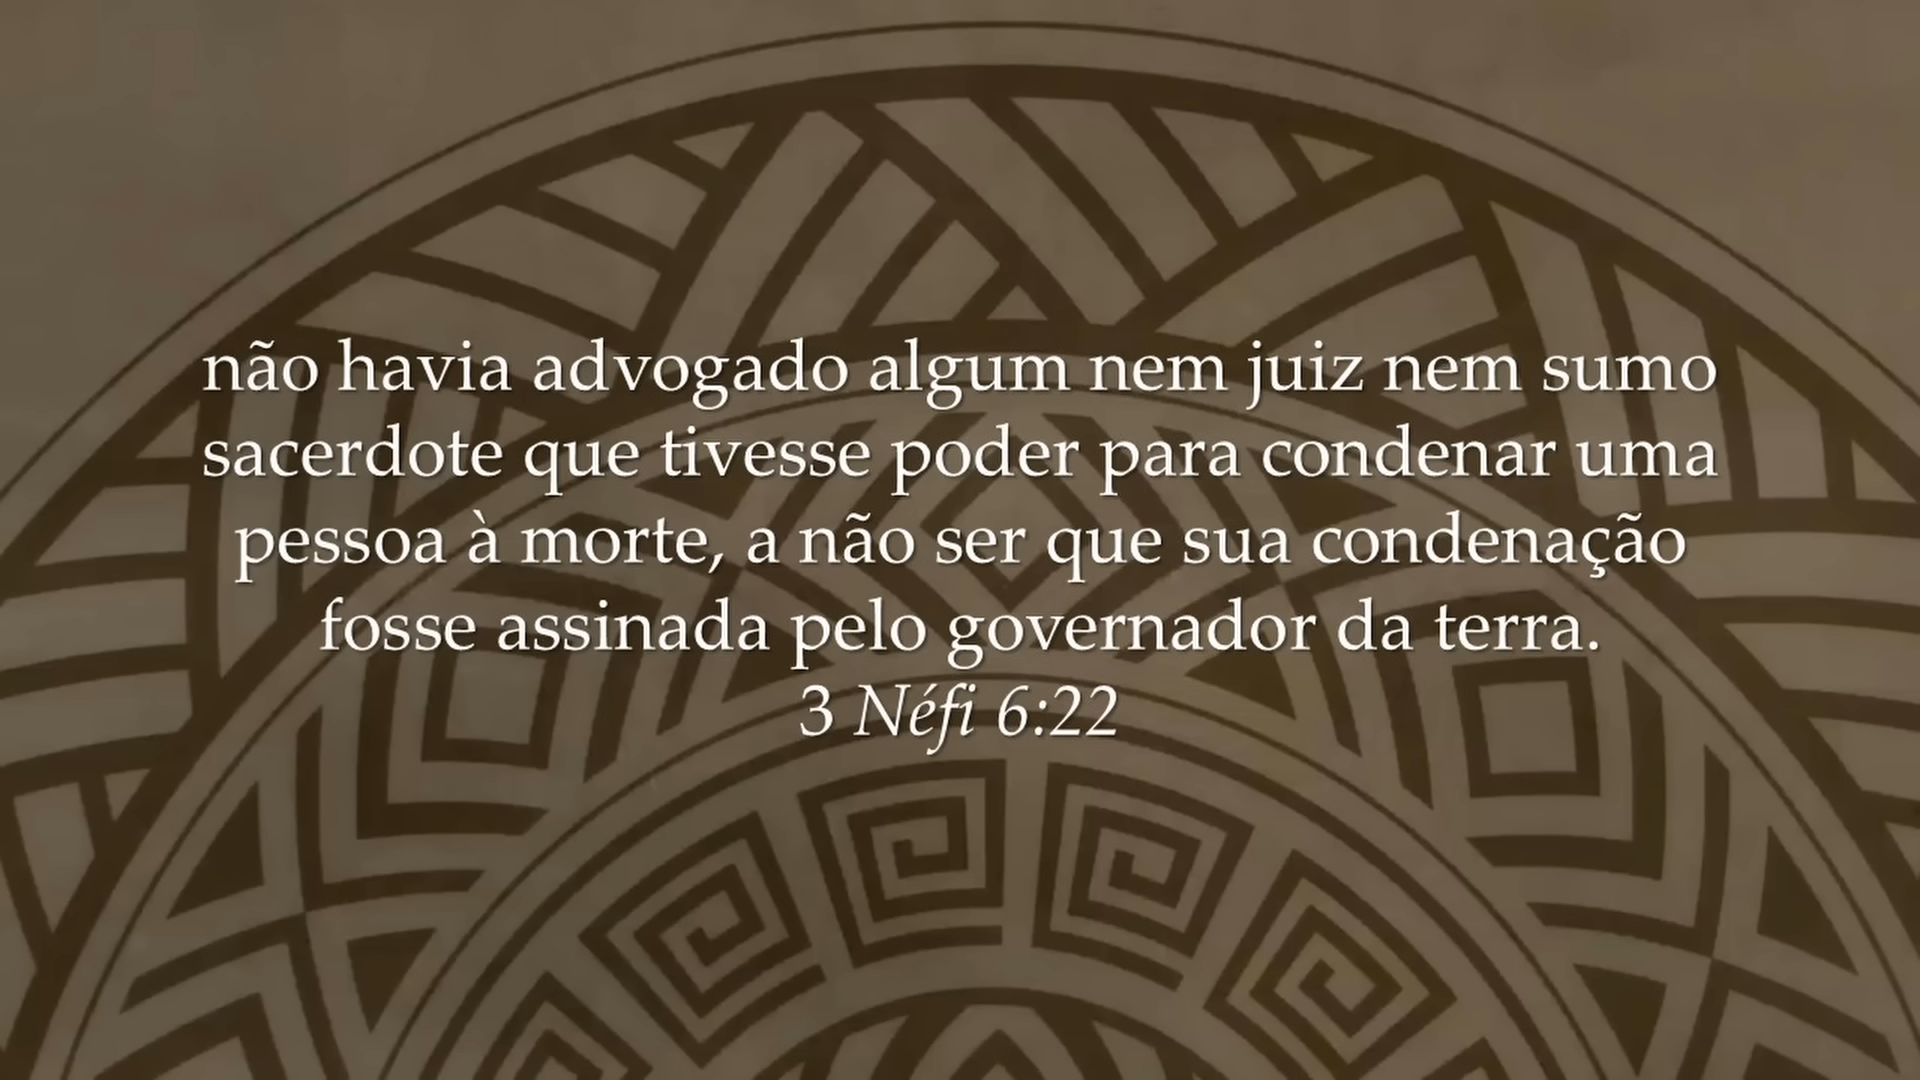 não havia advogado algum nem juiz nem sumo
sacerdote que tivesse poder para condenar uma
pessoa à morte, a não ser que sua condenação
fosse assinada pelo governador da terra.
3 Néfi 6:22